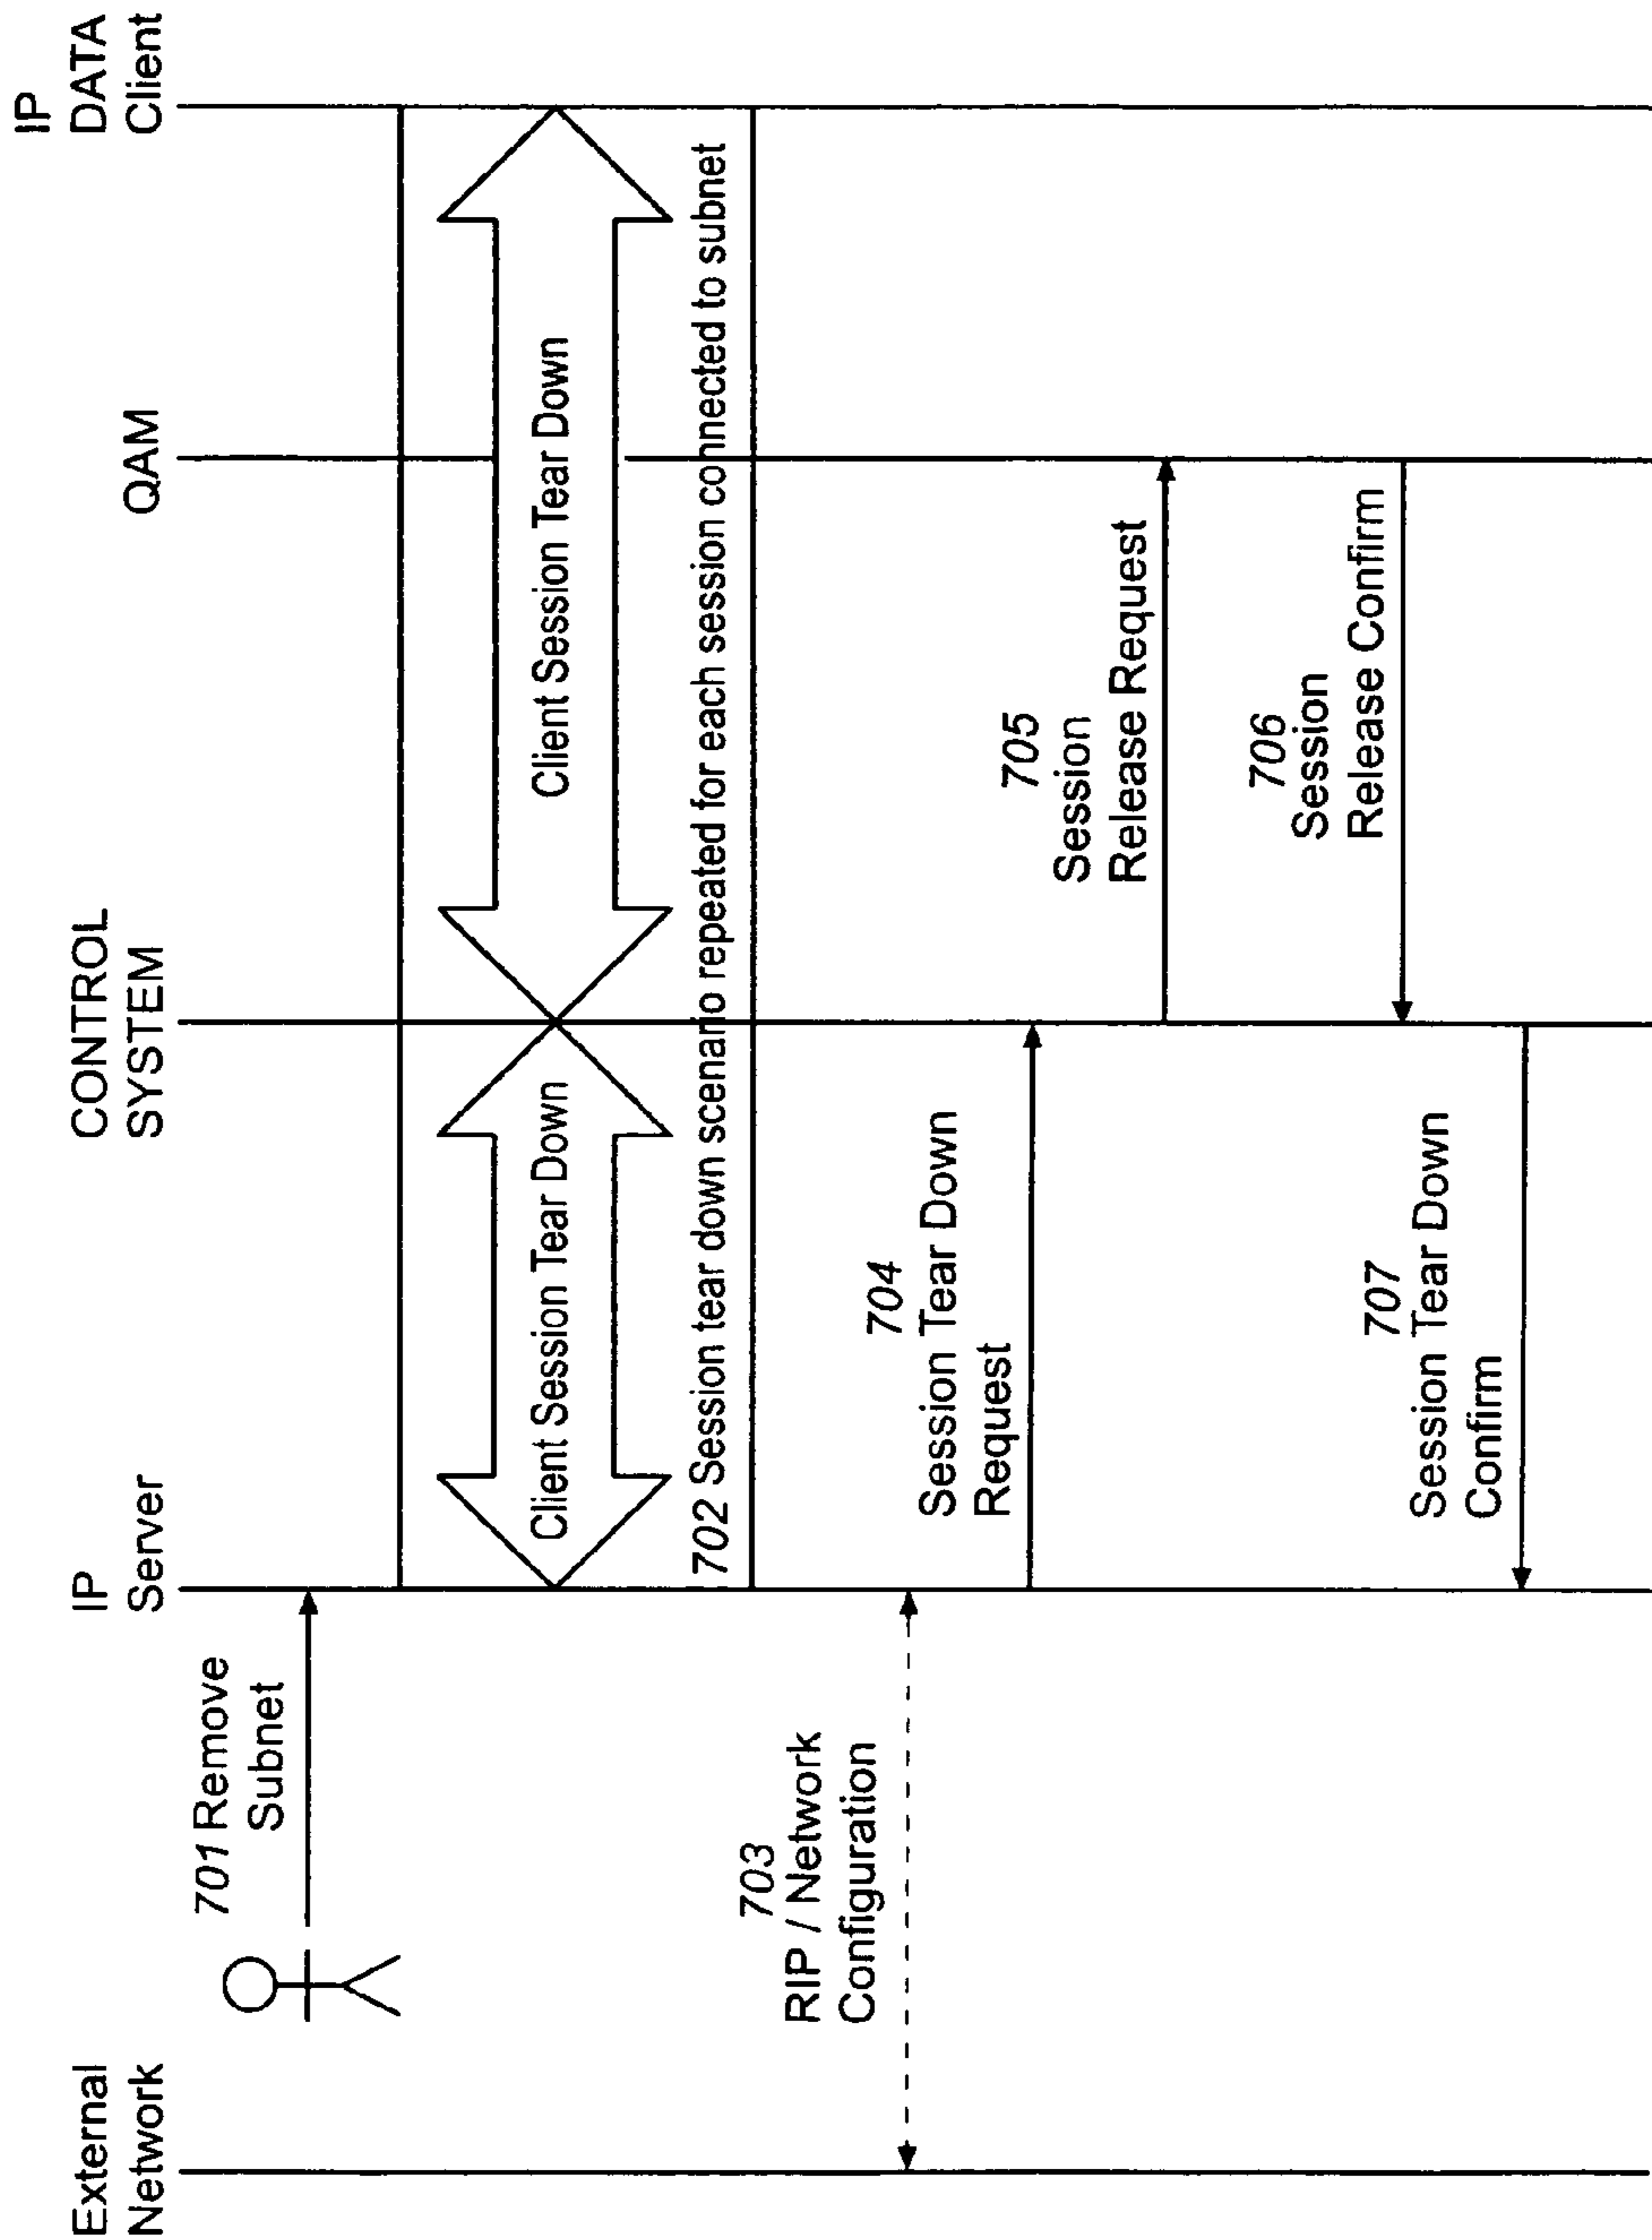 External
Network
IP
Server
CONTROL
SYSTEM
QAM
IP
DATA
Client
701 Remove
Subnet
Client Session Tear Down
Client Session Tear Down
702 Session tear down scenario repeated for each session connected to subnet
703
RIP / Network
Configuration
704
Session Tear Down
Request
705
Session
Release Request
706
Session
Release Confirm
707
Session Tear Down
Confirm